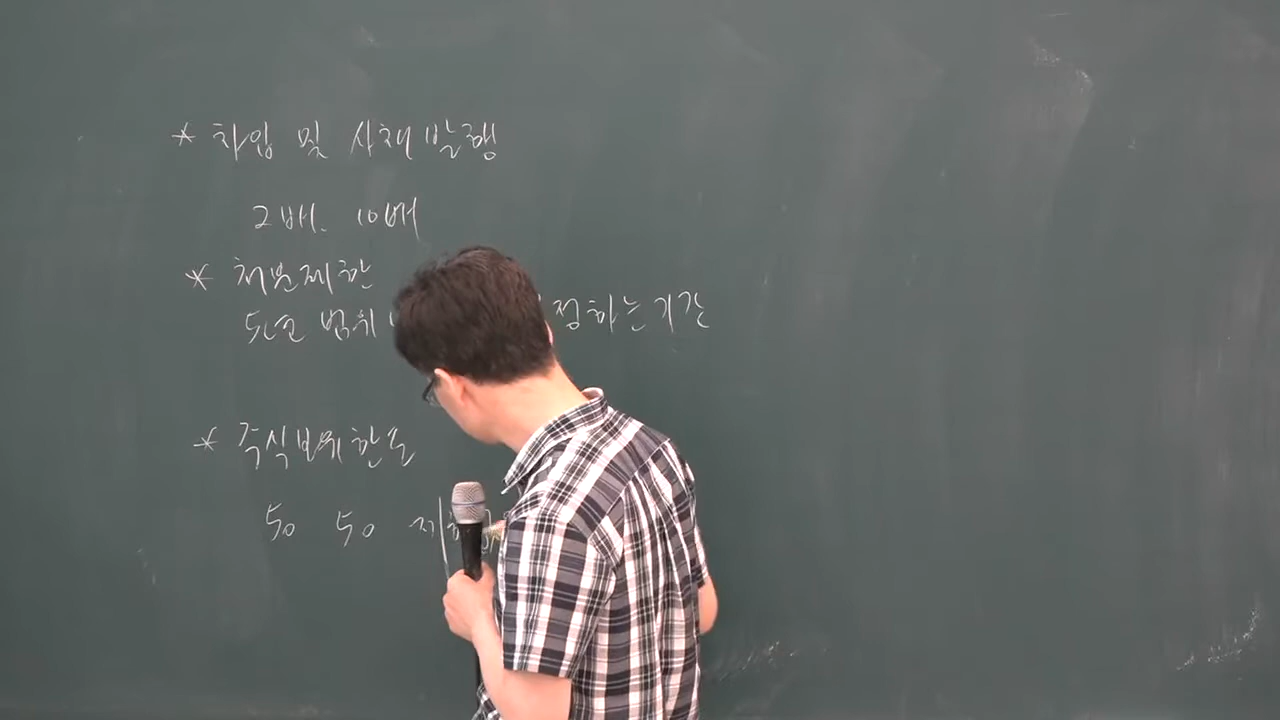 * 차입 및 사채 발행
2배. 10배
* 처분제한
5년 범위 정하는 기간
* 주식보유한도
50 50